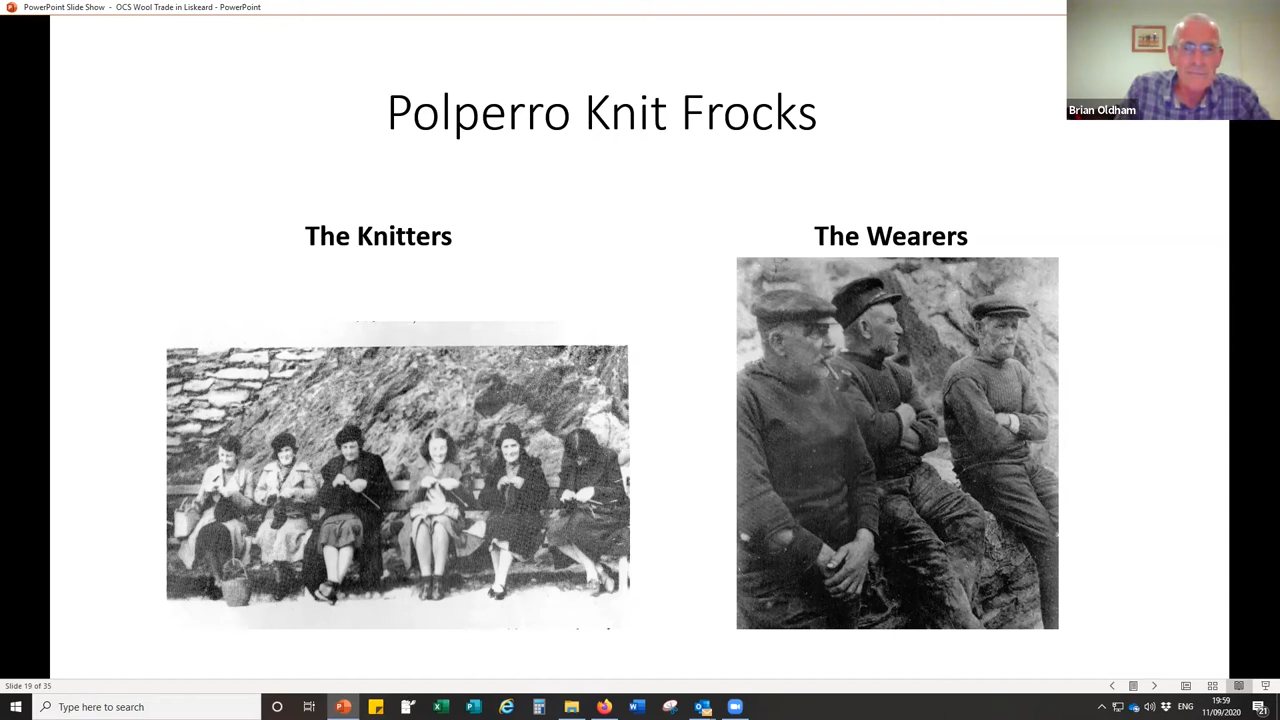 PowerPoint Slide Show - OCS Wool Trade in Liskeard - PowerPoint
Brian Oldham
Polperro Knit Frocks
The Knitters
The Wearers
Slide 19 of 35
Type here to search
19:59
11/09/2020
21